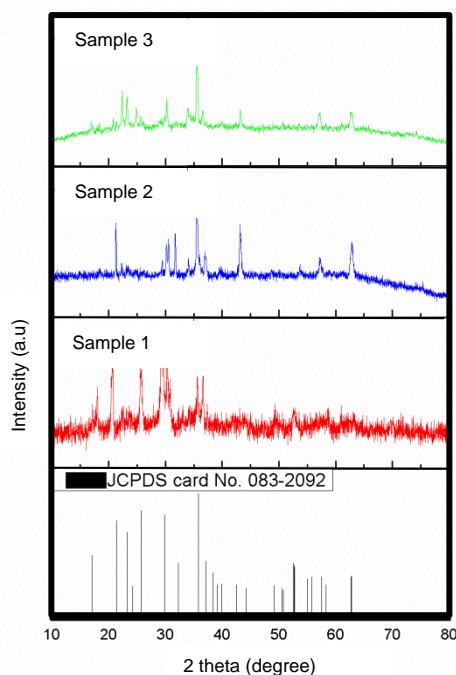 Sample 3
Sample 2
Sample 1
Intensity (a.u)
JCPDS card No. 083-2092
10 20 30 40 50 60 70 80
2 theta (degree)